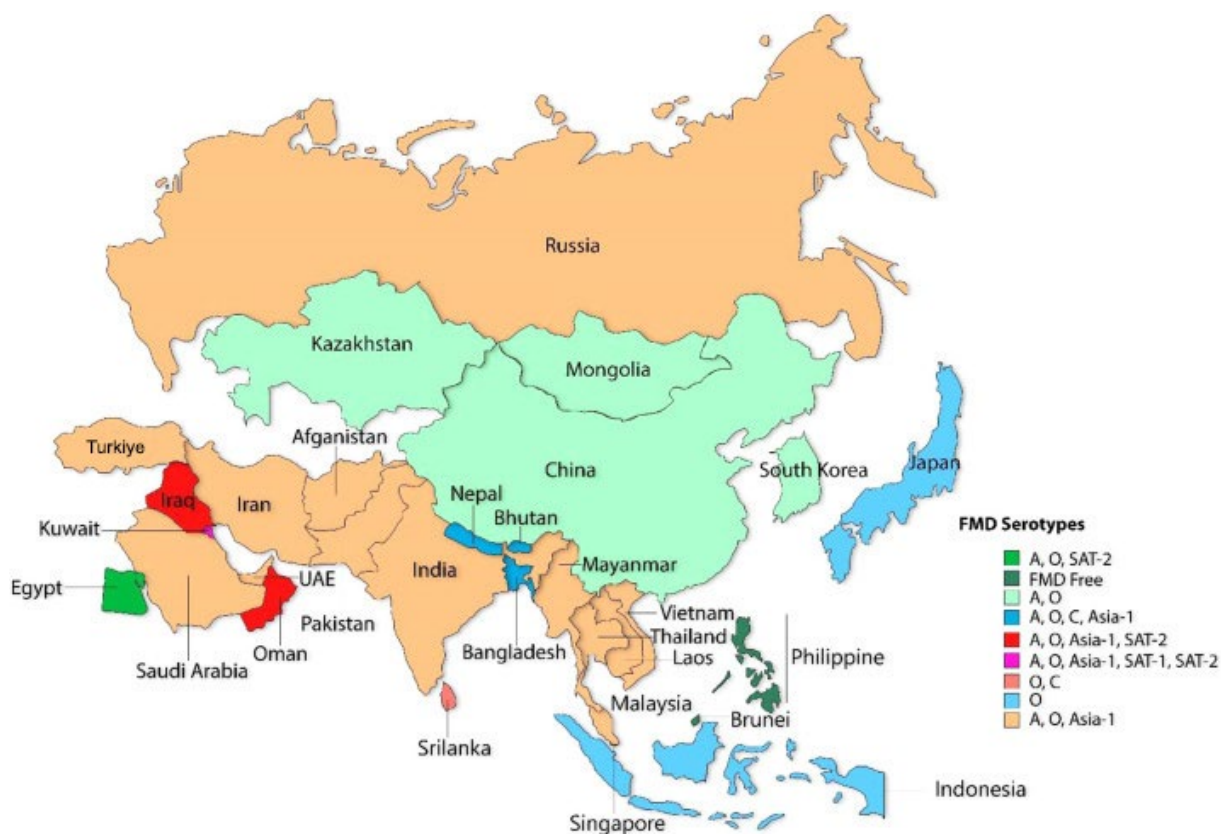 Russia
Kazakhstan
Mongolia
Afganistan
Turkiye
China
South Korea
Japan
Iraq
Iran
Nepal
Bhutan
Kuwait
India
Mayanmar
Egypt
UAE
Vietnam
Pakistan
Thailand
Saudi Arabia
Oman
Bangladesh
Laos
Philippine
Malaysia
Brunei
Srilanka
Indonesia
Singapore
FMD Serotypes
A, O, SAT-2
FMD Free
A, O
A, O, C, Asia-1
A, O, Asia-1, SAT-2
A, O, Asia-1, SAT-1, SAT-2
O, C
O
A, O, Asia-1